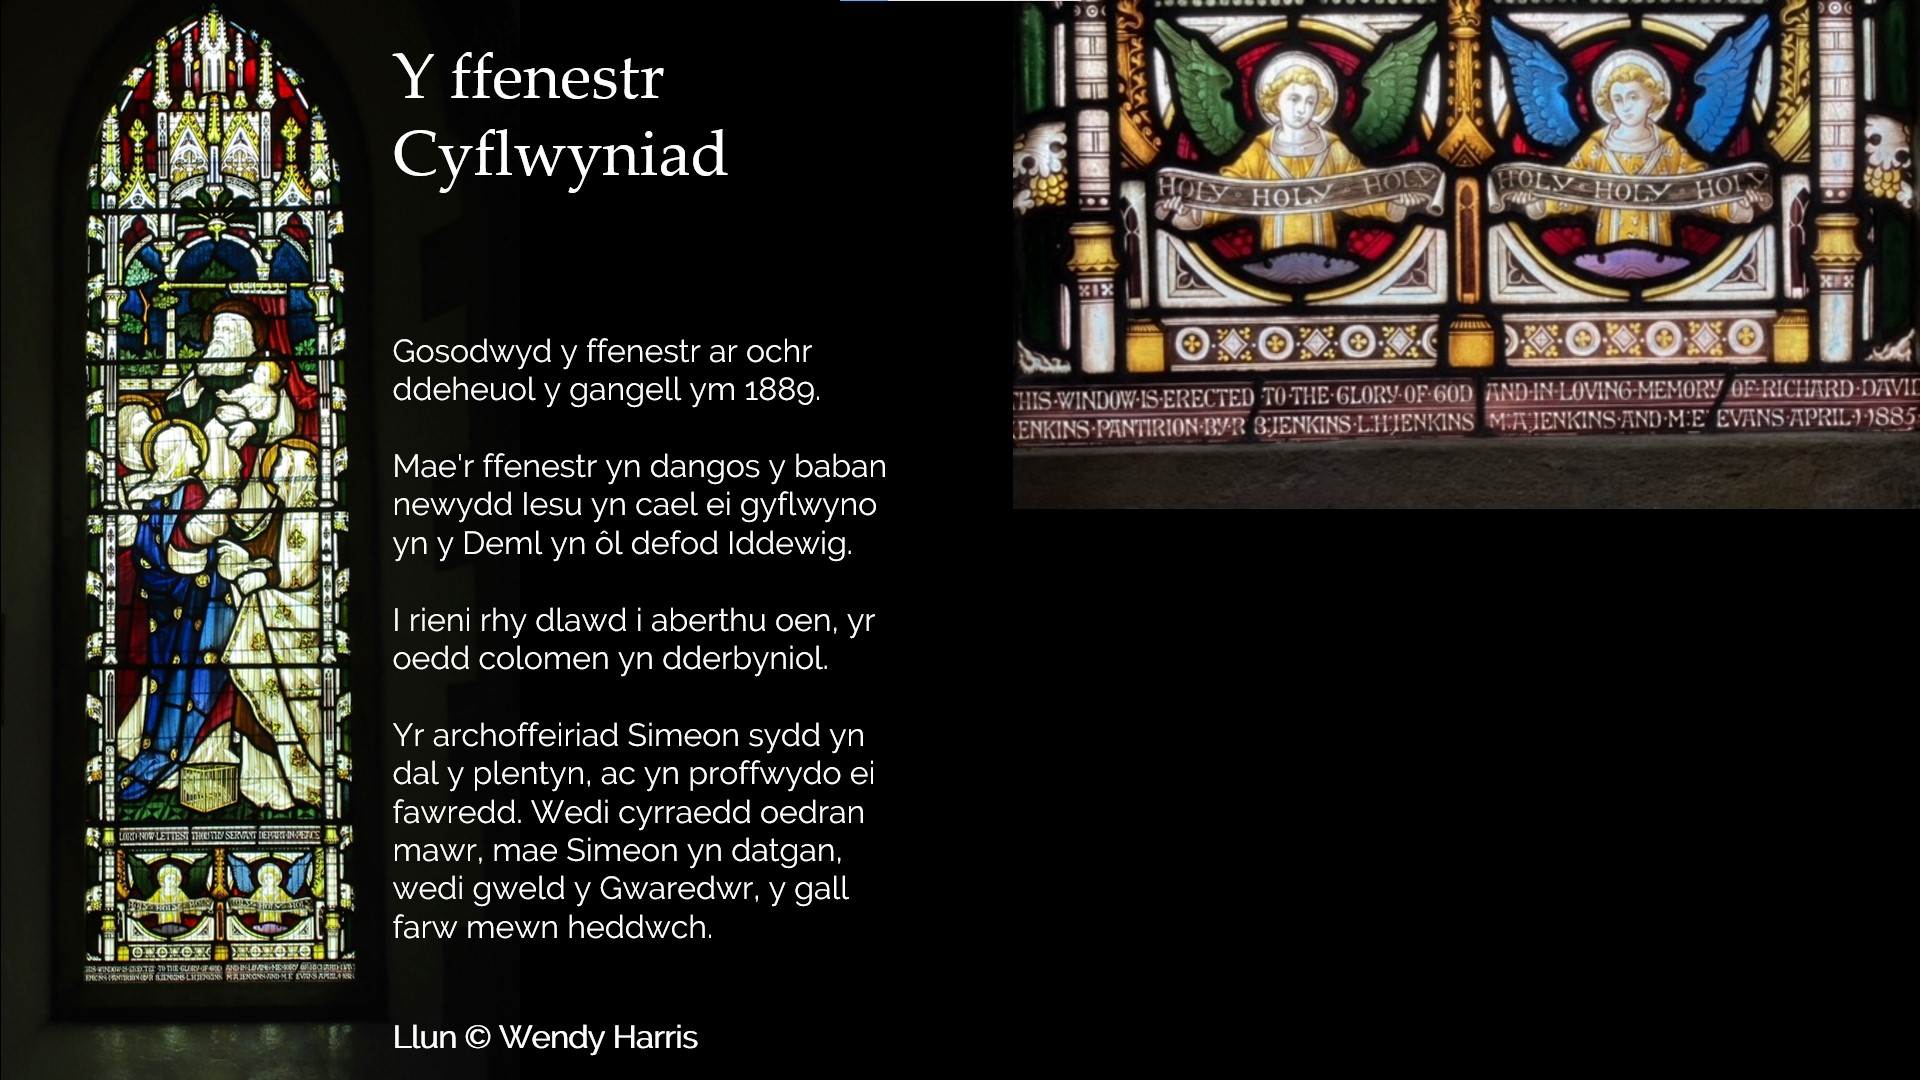 Y ffenestr
Cyflwyniad
Gosodwyd y ffenestr ar ochr
ddeheuol y gangell ym 1889.
Mae'r ffenestr yn dangos y baban
newydd Iesu yn cael ei gyflwyno
yn y Deml yn ôl defod Iddewig.
I rieni rhy dlawd i aberthu oen, yr
oedd colomen yn dderbyniol.
Yr archoffeiriad Simeon sydd yn
dal y plentyn, ac yn proffwydo ei
fawredd. Wedi cyrraedd oedran
mawr, mae Simeon yn datgan,
wedi gweld y Gwaredwr, y gall
farw mewn heddwch.
Llun © Wendy Harris
LORD·NOW·LETTEST THOU·THY SERVANT DEPART·IN·PEACE
HOLY · HOLY · HOLY
HOLY · HOLY · HOLY
THIS·WINDOW·IS·ERECTED TO·THE·GLORY·OF·GOD AND·IN·LOVING·MEMORY OF·RICHARD·DAVID
JENKINS·PANTIRION·BY·R B·JENKINS·L·H·JENKINS M·A·JENKINS·AND·M·E EVANS·APRIL·1885